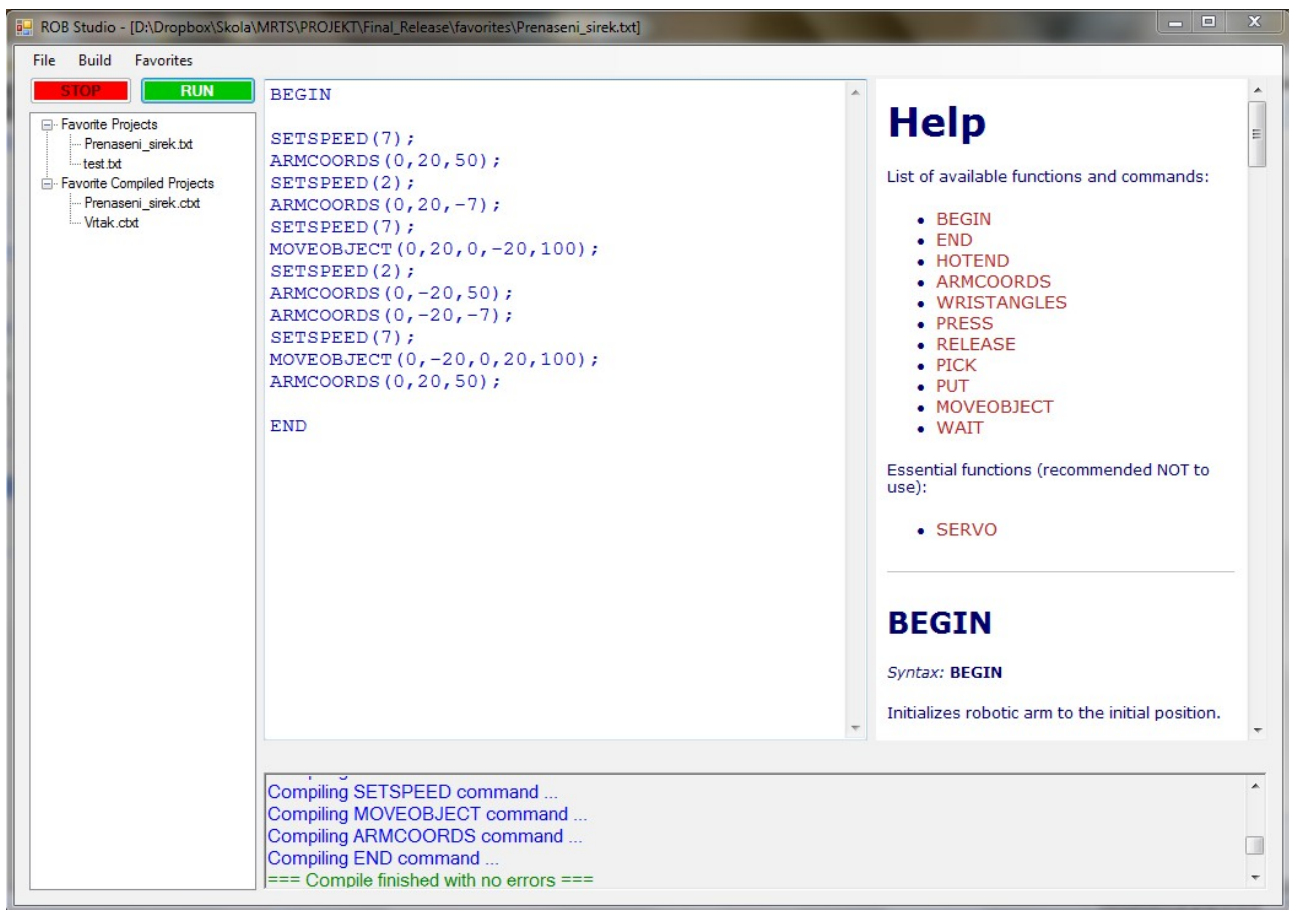 ROB Studio - [D:\Dropbox\Skola\MRTS\PROJEKT\Final_Release\favorites\Prenaseni_sirek.txt]
File Build Favorites
STOP RUN
Favorite Projects
Prenaseni_sirek.txt
test.txt
Favorite Compiled Projects
Prenaseni_sirek.ctxt
Vrtak.ctxt
BEGIN
SETSPEED(7);
ARMCOORDS(0,20,50);
SETSPEED(2);
ARMCOORDS(0,20,-7);
SETSPEED(7);
MOVEOBJECT(0,20,0,-20,100);
SETSPEED(2);
ARMCOORDS(0,-20,50);
ARMCOORDS(0,-20,-7);
SETSPEED(7);
MOVEOBJECT(0,-20,0,20,100);
ARMCOORDS(0,20,50);
END
Help
List of available functions and commands:
BEGIN
END
HOTEND
ARMCOORDS
WRISTANGLES
PRESS
RELEASE
PICK
PUT
MOVEOBJECT
WAIT
Essential functions (recommended NOT to
use):
SERVO
BEGIN
Syntax: BEGIN
Initializes robotic arm to the initial position.
Compiling SETSPEED command ...
Compiling MOVEOBJECT command ...
Compiling ARMCOORDS command ...
Compiling END command ...
=== Compile finished with no errors ===